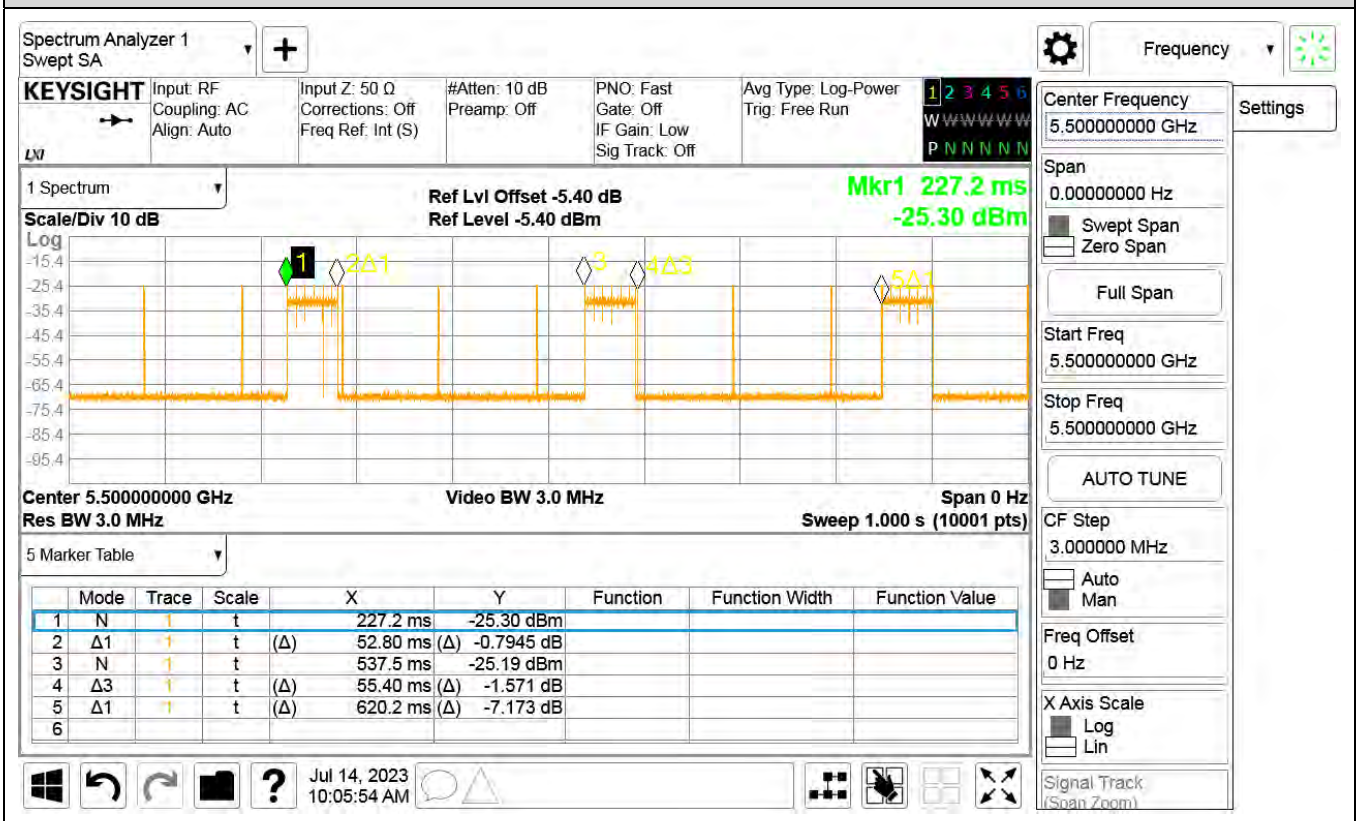 Spectrum Analyzer 1
Swept SA
+
Frequency
KEYSIGHT
Input: RF
Coupling: AC
Align: Auto
Input Z: 50 Ω
Corrections: Off
Freq Ref: Int (S)
#Atten: 10 dB
Preamp: Off
PNO: Fast
Gate: Off
IF Gain: Low
Sig Track: Off
Avg Type: Log-Power
Trig: Free Run
1 2 3 4 5 6
W W W W W W
P N N N N N
LXI
Center Frequency
5.500000000 GHz
Settings
Span
0.00000000 Hz
Swept Span
Zero Span
Full Span
Start Freq
5.500000000 GHz
Stop Freq
5.500000000 GHz
AUTO TUNE
CF Step
3.000000 MHz
Auto
Man
Freq Offset
0 Hz
X Axis Scale
Log
Lin
Signal Track
(Span Zoom)
1 Spectrum
Scale/Div 10 dB
Ref Lvl Offset -5.40 dB
Ref Level -5.40 dBm
Mkr1 227.2 ms
-25.30 dBm
Log
-15.4
-25.4
-35.4
-45.4
-55.4
-65.4
-75.4
-85.4
-95.4
1 2Δ1 3 4Δ3 5Δ1
Center 5.500000000 GHz Video BW 3.0 MHz Span 0 Hz
Res BW 3.0 MHz Sweep 1.000 s (10001 pts)
5 Marker Table
Mode Trace Scale X Y Function Function Width Function Value
1 N 1 t 227.2 ms -25.30 dBm
2 Δ1 1 t (Δ) 52.80 ms (Δ) -0.7945 dB
3 N 1 t 537.5 ms -25.19 dBm
4 Δ3 1 t (Δ) 55.40 ms (Δ) -1.571 dB
5 Δ1 1 t (Δ) 620.2 ms (Δ) -7.173 dB
6
?
Jul 14, 2023
10:05:54 AM